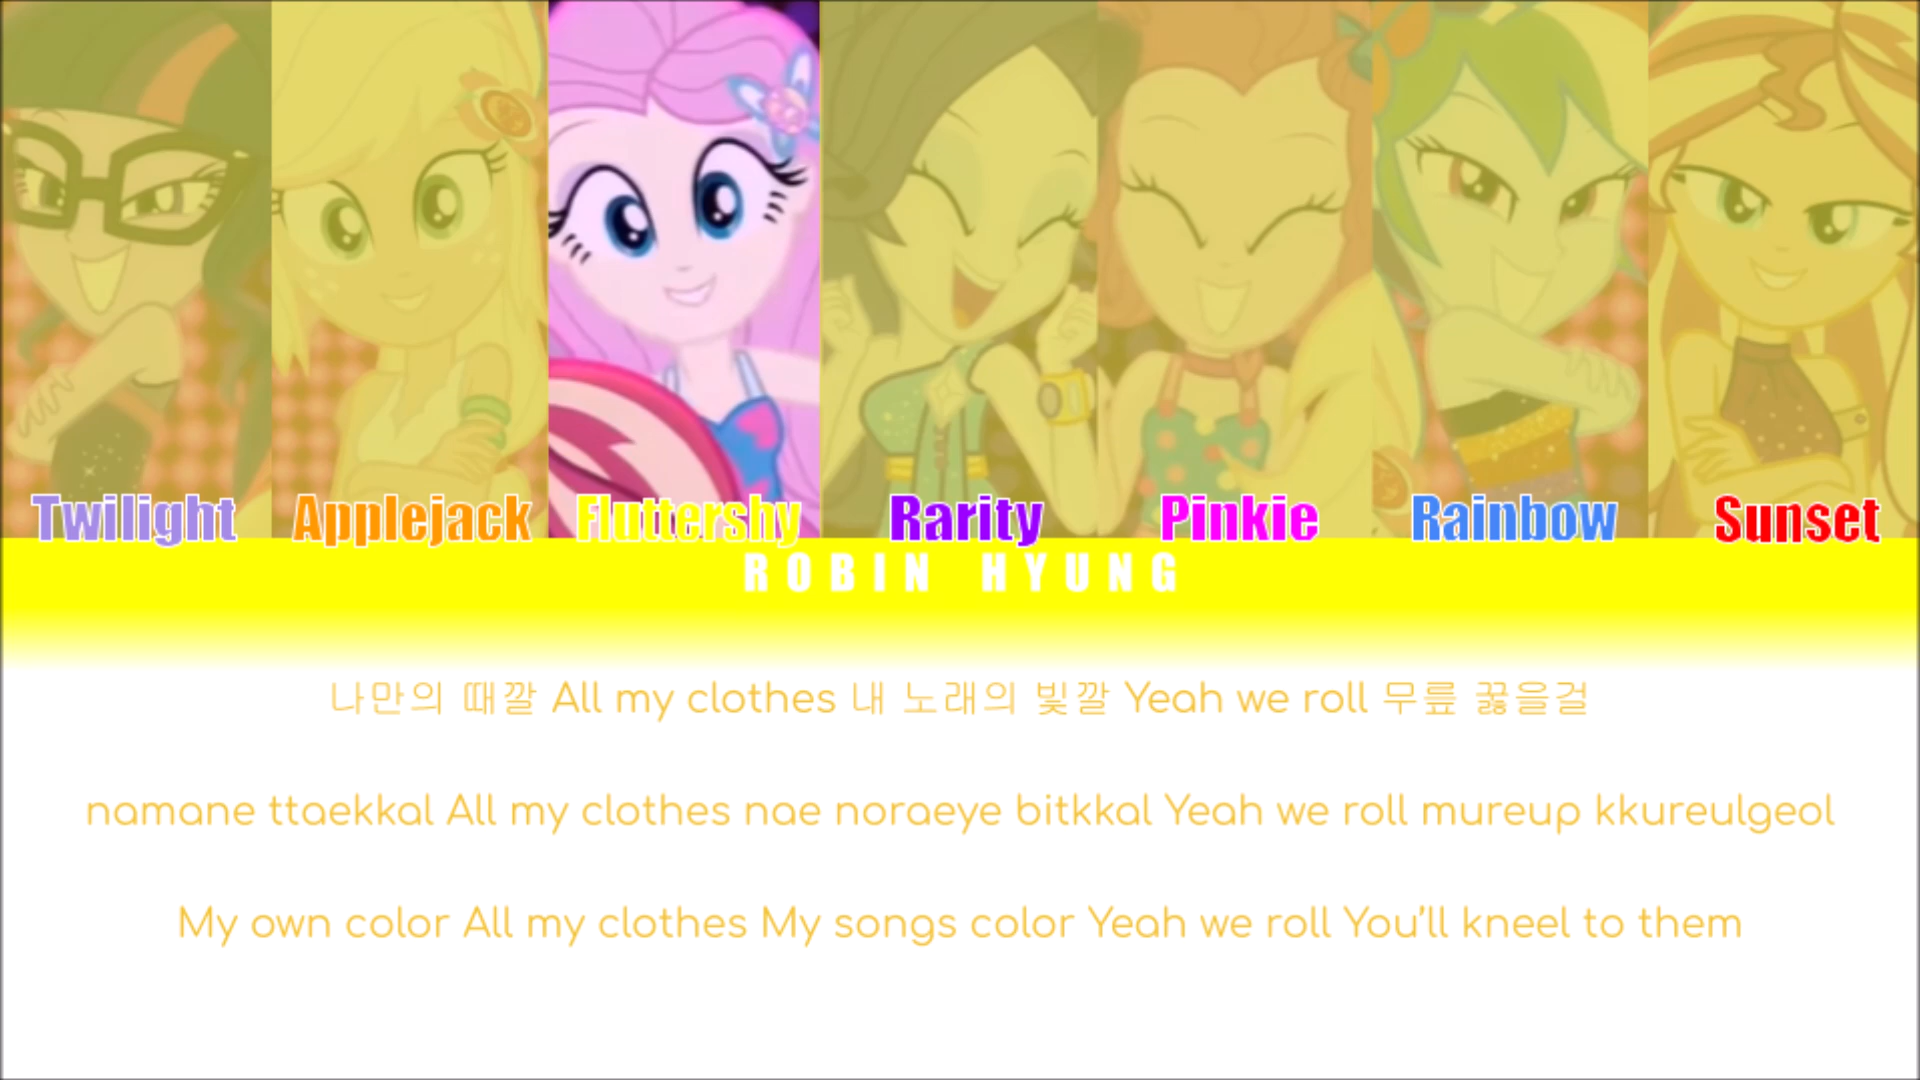 Twilight Applejack Fluttershy Rarity Pinkie Rainbow Sunset
ROBIN HYUNG
나만의 때깔 All my clothes 내 노래의 빛깔 Yeah we roll 무릎 꿇을걸
namane ttaekkal All my clothes nae noraeye bitkkal Yeah we roll mureup kkureulgeol
My own color All my clothes My songs color Yeah we roll You’ll kneel to them